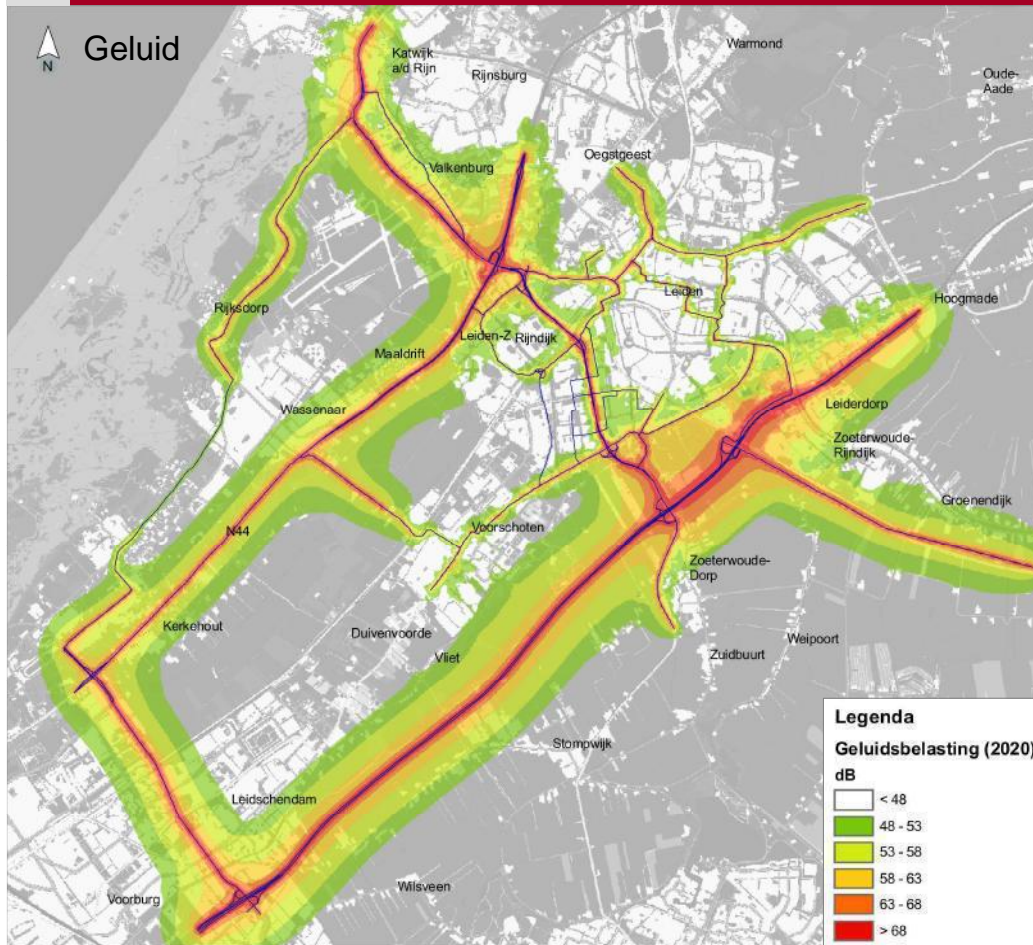 Geluid
N
Katwijk
a/d Rijn
Rijnsburg
Warmond
Oude-
Aade
Valkenburg
Oegstgeest
Rijksdorp
Leiden
Hoogmade
Maaldrift
Leiden-Z
Rijndijk
Wassenaar
Leiderdorp
Zoeterwoude-
Rijndijk
Groenendijk
N44
Voorschoten
Zoeterwoude-
Dorp
Kerkehout
Duivenvoorde
Vliet
Weipoort
Zuidbuurt
Stompwijk
Leidschendam
Voorburg
Wilsveen
Legenda
Geluidsbelasting (2020)
dB
< 48
48 - 53
53 - 58
58 - 63
63 - 68
> 68